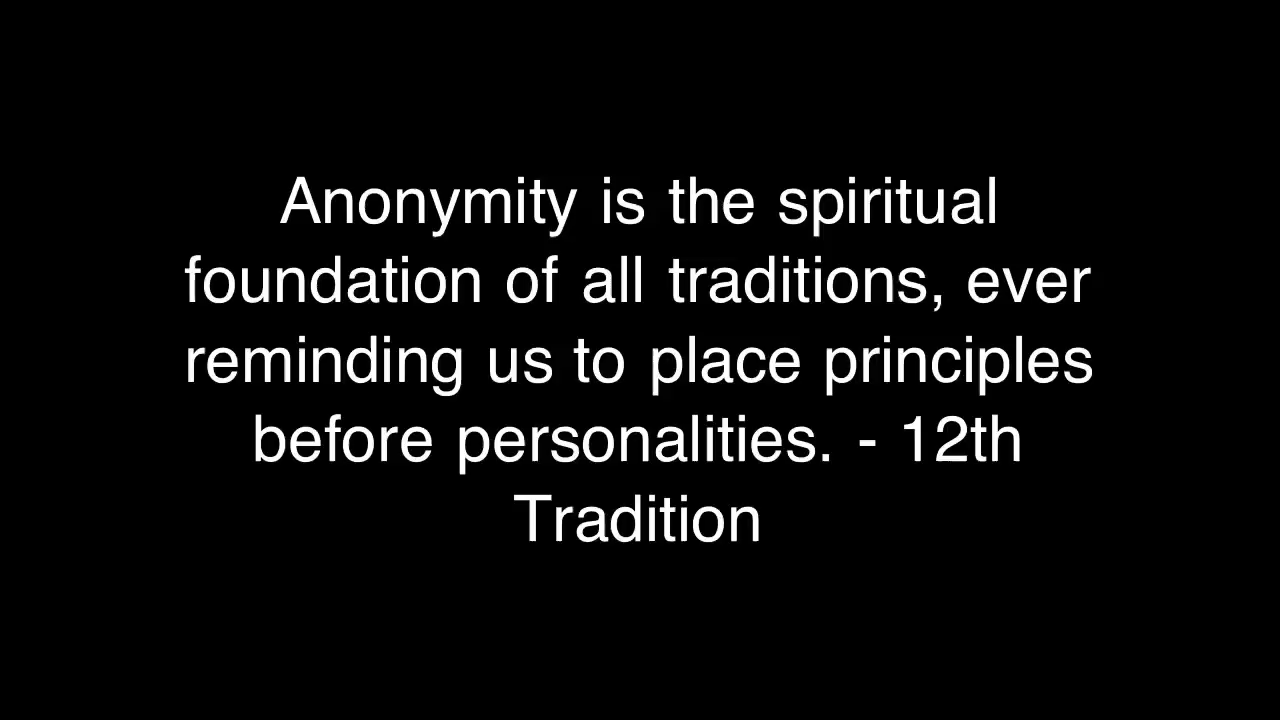 Anonymity is the spiritual
foundation of all traditions, ever
reminding us to place principles
before personalities. - 12th
Tradition